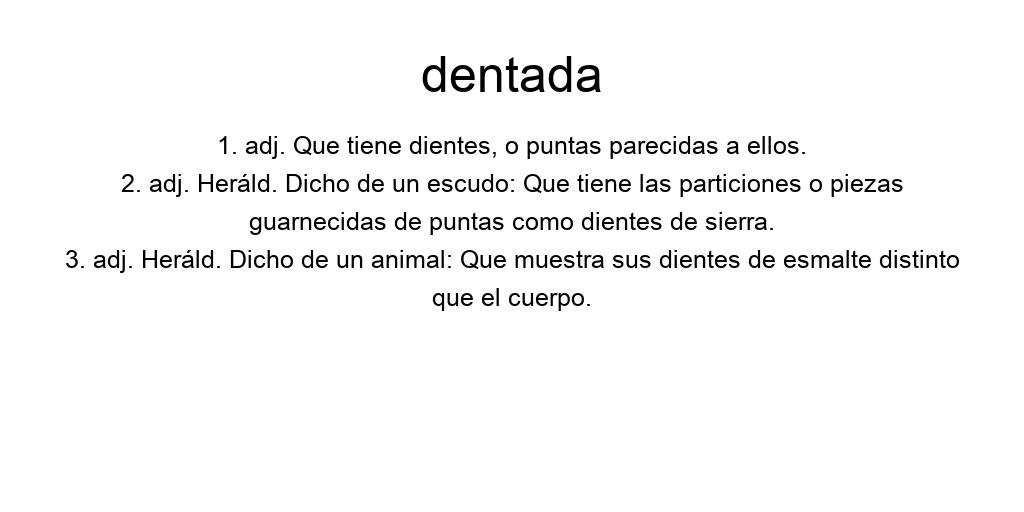 dentada
1. adj. Que tiene dientes, o puntas parecidas a ellos.
2. adj. Heráld. Dicho de un escudo: Que tiene las particiones o piezas
guarnecidas de puntas como dientes de sierra.
3. adj. Heráld. Dicho de un animal: Que muestra sus dientes de esmalte distinto
que el cuerpo.